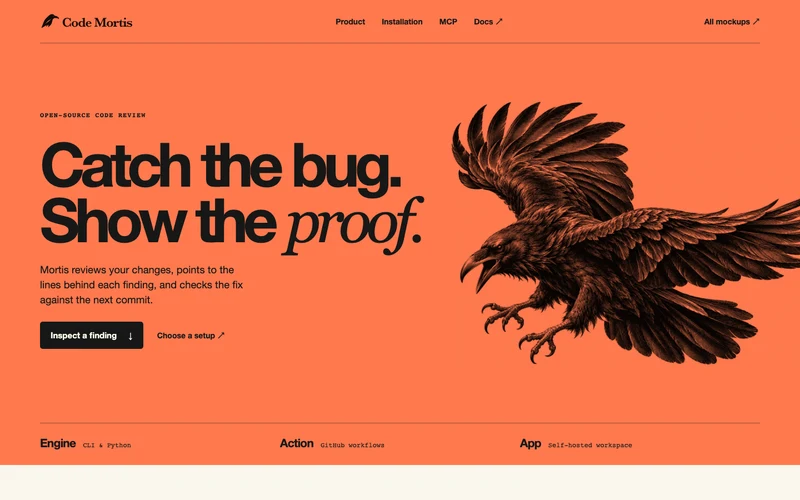 Code Mortis
Product Installation MCP Docs ↗
All mockups ↗
OPEN-SOURCE CODE REVIEW
Catch the bug.
Show the proof.
Mortis reviews your changes, points to the
lines behind each finding, and checks the fix
against the next commit.
Inspect a finding ↓
Choose a setup ↗
Engine CLI & Python
Action GitHub workflows
App Self-hosted workspace